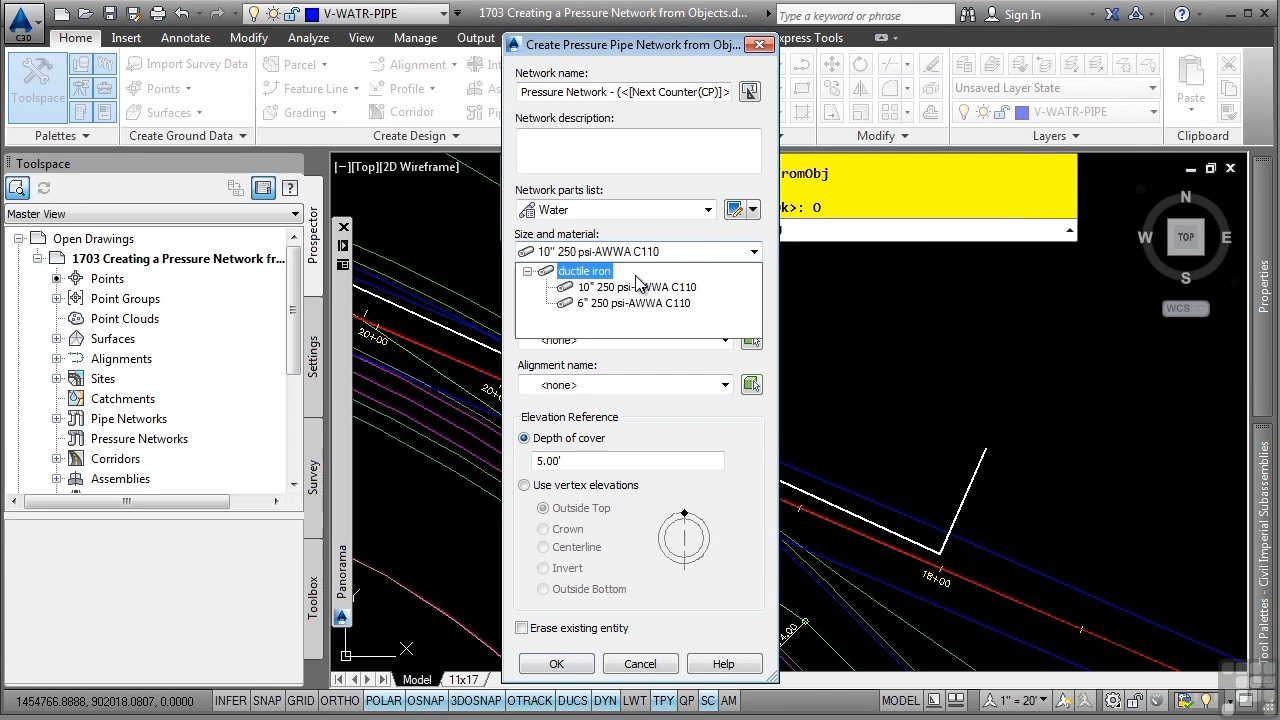 V-WATR-PIPE
1703 Creating a Pressure Network from Objects.d...
Type a keyword or phrase
Sign In
C3D
Home Insert Annotate Modify Analyze View Manage Output
xpress Tools
Toolspace
Import Survey Data
Points
Surfaces
Parcel
Feature Line
Grading
Alignment
Profile
Corridor
Int
As
Pip
Palettes
Create Ground Data
Create Design
Modify
Layers
Clipboard
Unsaved Layer State
V-WATR-PIPE
Paste
Toolspace
Master View
Open Drawings
1703 Creating a Pressure Network fr...
Points
Point Groups
Point Clouds
Surfaces
Alignments
Sites
Catchments
Pipe Networks
Pressure Networks
Corridors
Assemblies
Prospector
Settings
Survey
Toolbox
Panorama
[−][Top][2D Wireframe]
20+00
romObj
k>: O
N
W TOP E
S
WCS
18+00
Properties
Tool Palettes - Civil Imperial Subassemblies
Create Pressure Pipe Network from Obj...
Network name:
Pressure Network - (<[Next Counter(CP)]>
Network description:
Network parts list:
Water
Size and material:
10" 250 psi-AWWA C110
ductile iron
10" 250 psi-AWWA C110
6" 250 psi-AWWA C110
<none>
Alignment name:
<none>
Elevation Reference
Depth of cover
5.00'
Use vertex elevations
Outside Top
Crown
Centerline
Invert
Outside Bottom
Erase existing entity
OK Cancel Help
X
Model 11x17
1454766.8888, 902018.0807, 0.0000
INFER SNAP GRID ORTHO POLAR OSNAP 3DOSNAP OTRACK DUCS DYN LWT TPY QP SC AM
MODEL
1" = 20'